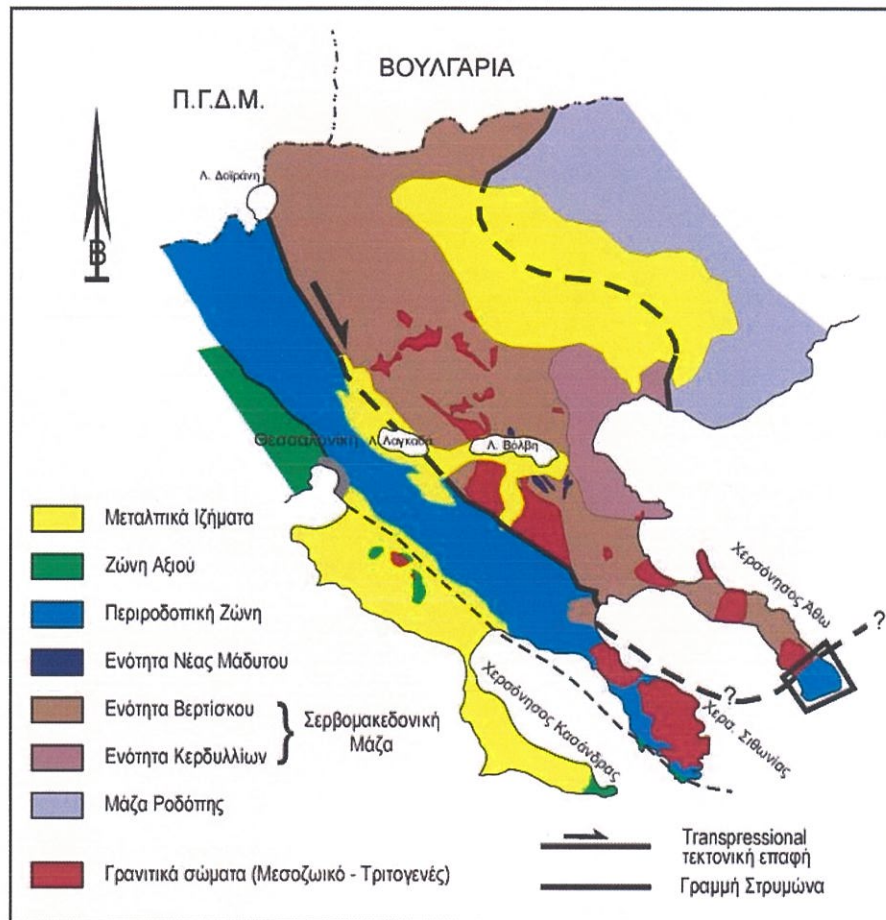 ΒΟΥΛΓΑΡΙΑ
Π.Γ.Δ.Μ.
Λ. Δοϊράνη
Β
Θεσσαλονίκη
Λ. Λαγκαδά
Λ. Βόλβη
Χερσόνησος Άθω
?
?
Χερσ. Σιθωνίας
Χερσόνησος Κασάνδρας
Μεταλπικά Ιζήματα
Ζώνη Αξιού
Περιροδοπική Ζώνη
Ενότητα Νέας Μάδυτου
Ενότητα Βερτίσκου
Ενότητα Κερδυλλίων
} Σερβομακεδονική
Μάζα
Μάζα Ροδόπης
Γρανιτικά σώματα (Μεσοζωικό - Τριτογενές)
Transpressional
τεκτονική επαφή
Γραμμή Στρυμώνα